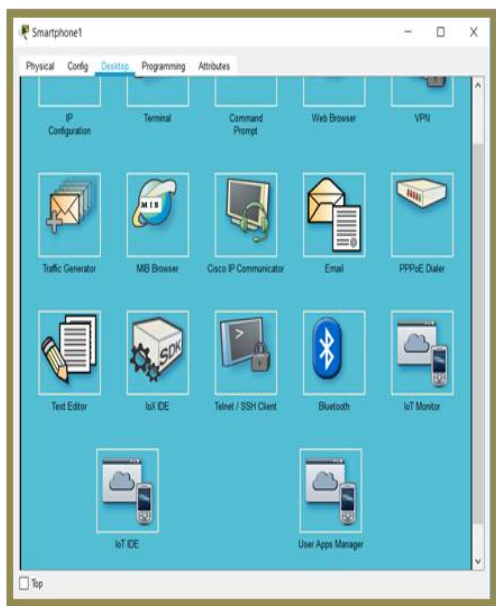 Smartphone1
Physical Config Desktop Programming Attributes
IP Configuration
Terminal
Command Prompt
Web Browser
VPN
MIB
Traffic Generator
MIB Browser
Cisco IP Communicator
Email
PPPoE Dialer
SDK
Text Editor
IoX IDE
Telnet / SSH Client
Bluetooth
IoT Monitor
IoT IDE
User Apps Manager
Top